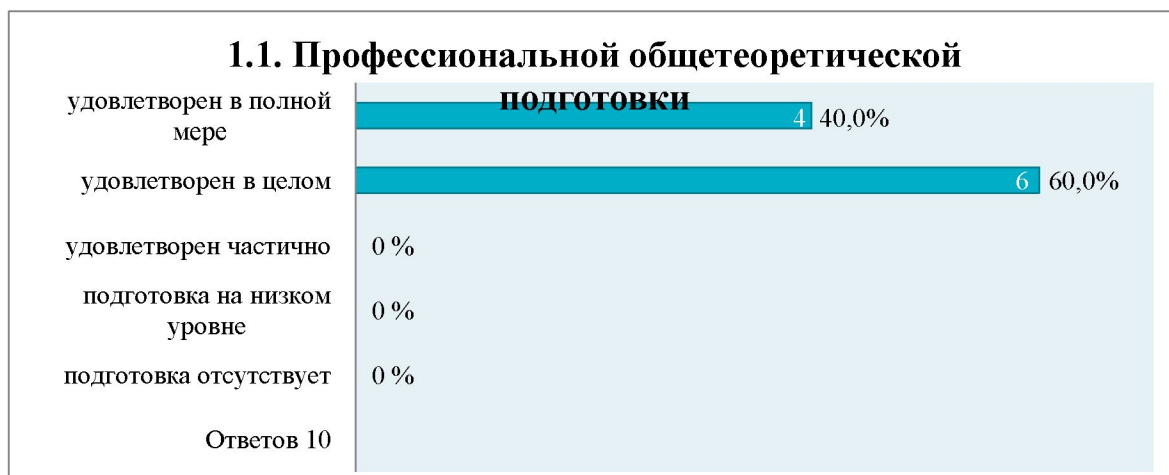 1.1. Профессиональной общетеоретической
подготовки
удовлетворен в полной
мере
4 40,0%
удовлетворен в целом
6 60,0%
удовлетворен частично
0 %
подготовка на низком
уровне
0 %
подготовка отсутствует
0 %
Ответов 10